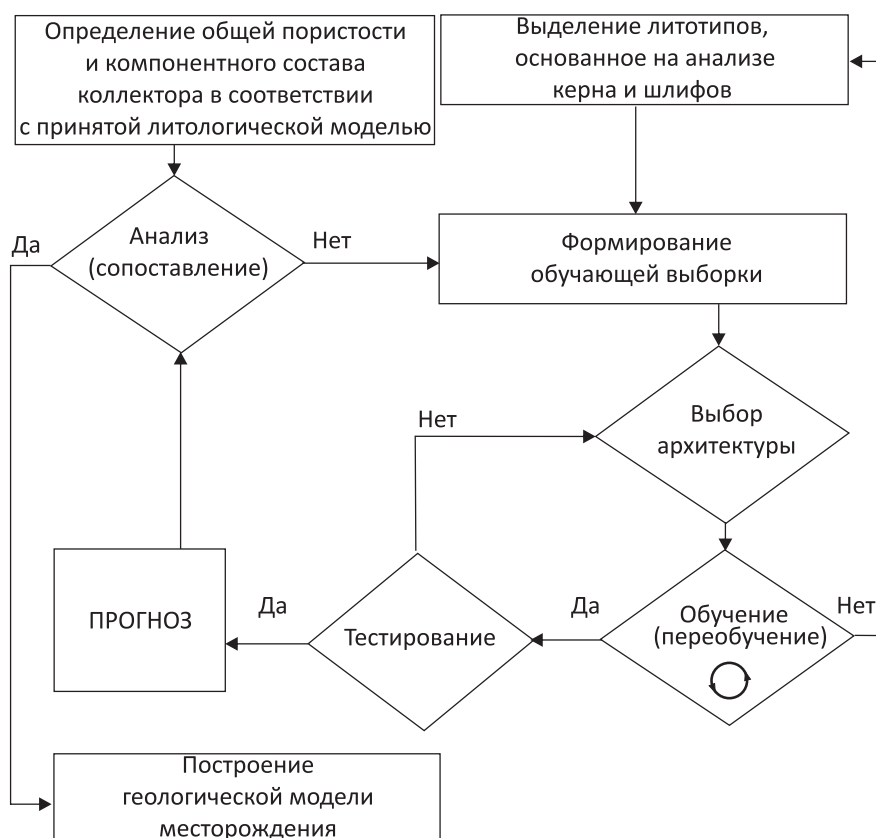 Определение общей пористости
и компонентного состава
коллектора в соответствии
с принятой литологической моделью
Выделение литотипов,
основанное на анализе
керна и шлифов
Да
Анализ
(сопоставление)
Нет
Формирование
обучающей выборки
Нет
Выбор
архитектуры
ПРОГНОЗ
Да
Тестирование
Да
Обучение
(переобучение)
Нет
Построение
геологической модели
месторождения